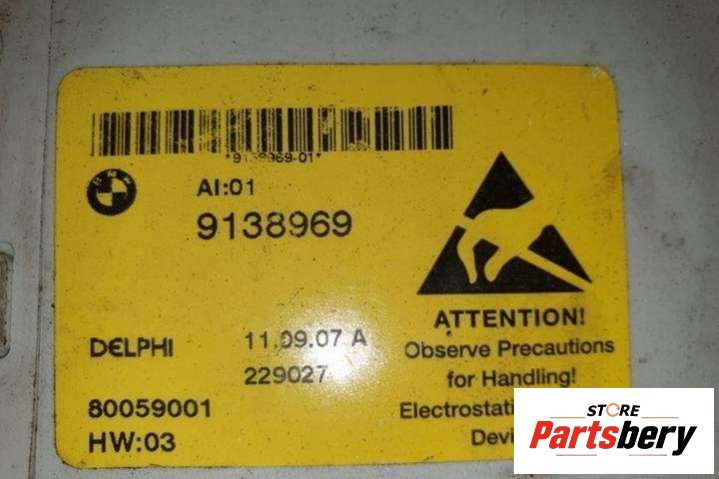 *9138969-01*
BMW
AI:01
9138969
DELPHI
11.09.07 A
229027
80059001
HW:03
ATTENTION!
Observe Precautions
for Handling!
STORE
Partsbery